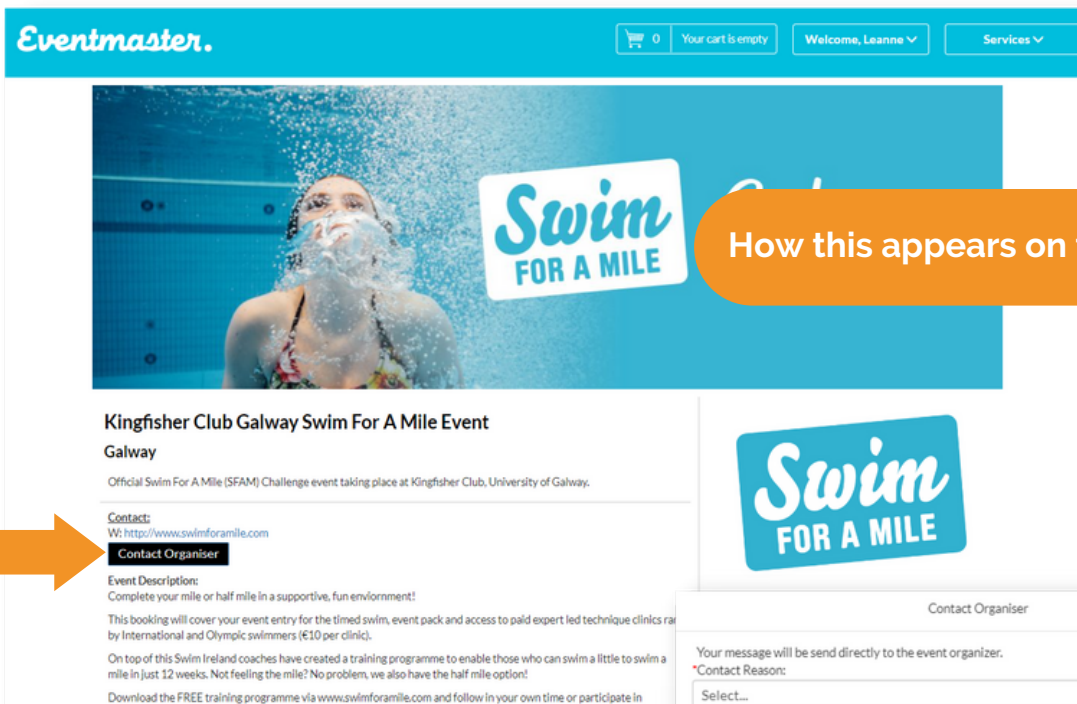 Eventmaster.
0 Your cart is empty
Welcome, Leanne
Services
Swim
FOR A MILE
How this appears on
Kingfisher Club Galway Swim For A Mile Event
Galway
Official Swim For A Mile (SFAM) Challenge event taking place at Kingfisher Club, University of Galway.
Contact:
W: http://www.swimforamile.com
Contact Organiser
Event Description:
Complete your mile or half mile in a supportive, fun enviornment!
This booking will cover your event entry for the timed swim, event pack and access to paid expert led technique clinics
by International and Olympic swimmers (€10 per clinic).
On top of this Swim Ireland coaches have created a training programme to enable those who can swim a little to swim a
mile in just 12 weeks. Not feeling the mile? No problem, we also have the half mile option!
Download the FREE training programme via www.swimforamile.com and follow in your own time or participate in
Swim
FOR A MILE
Contact Organiser
Your message will be send directly to the event organizer.
*Contact Reason:
Select...